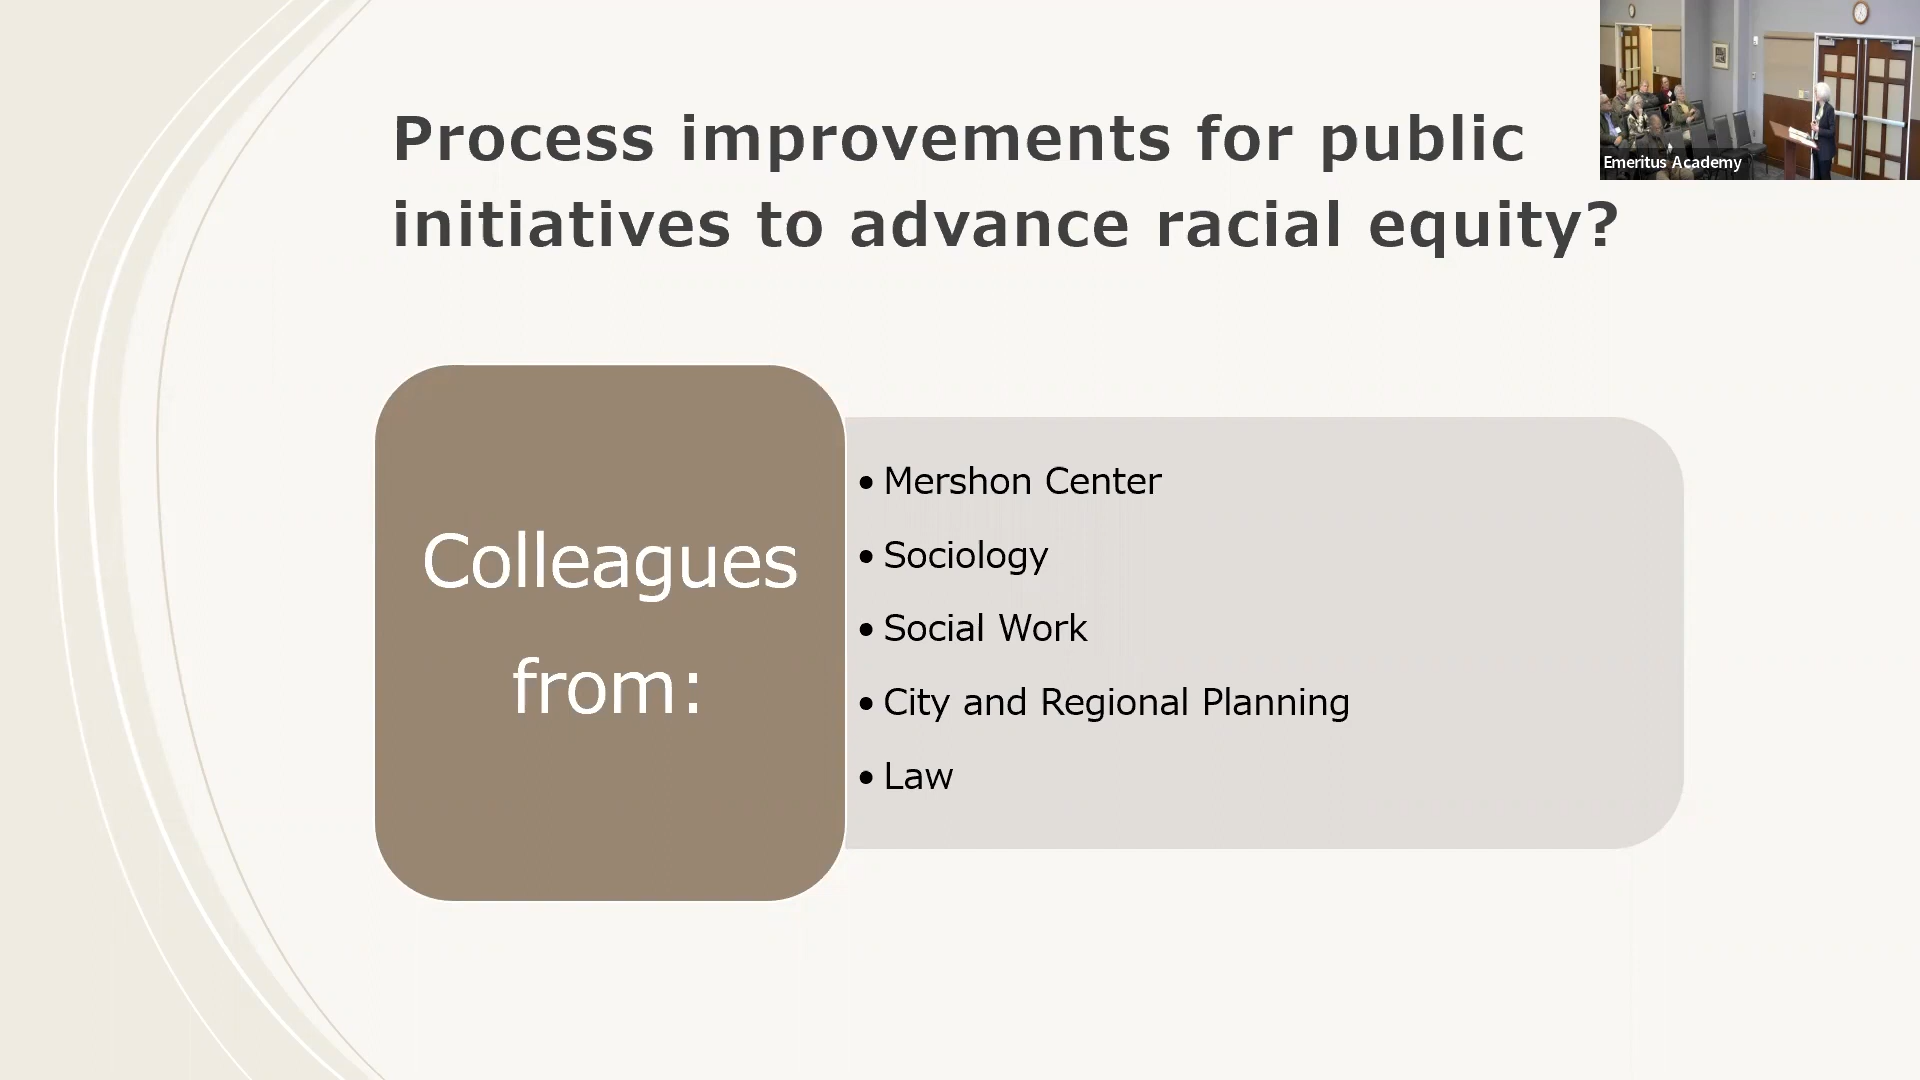 Process improvements for public
initiatives to advance racial equity?
Emeritus Academy
Colleagues
from:
• Mershon Center
• Sociology
• Social Work
• City and Regional Planning
• Law